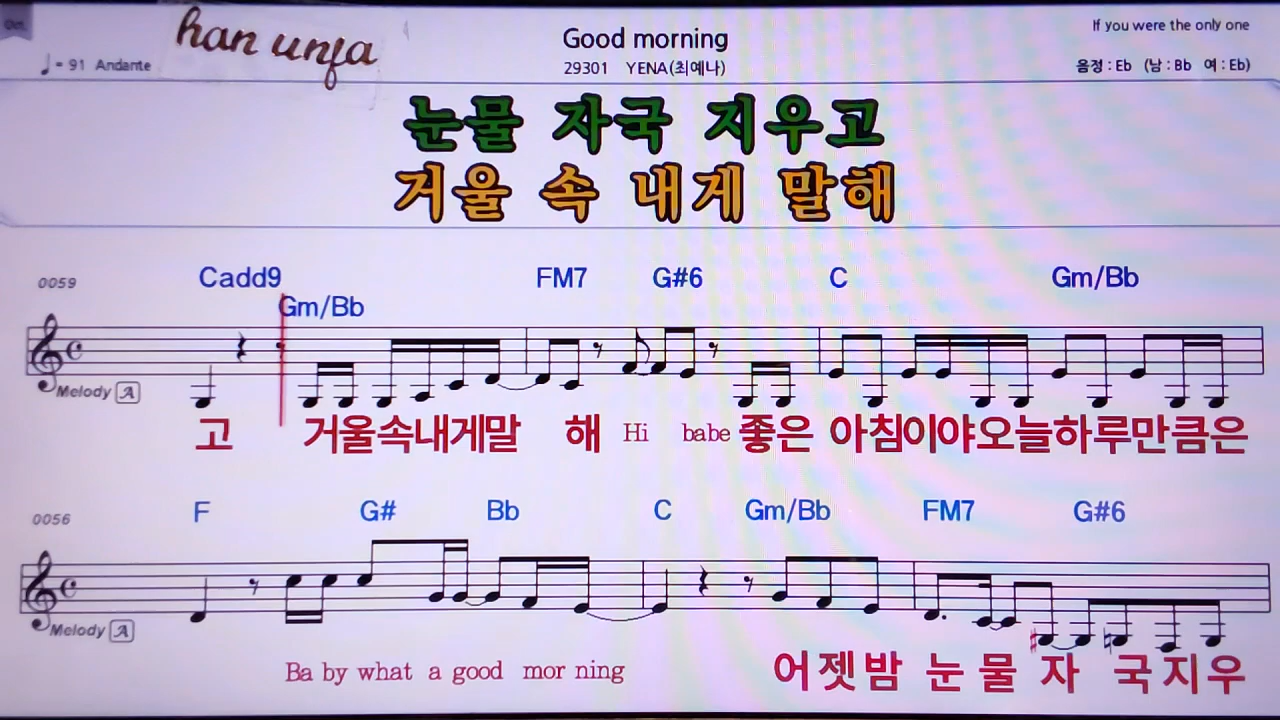 han unja
Good morning
If you were the only one
♩= 91 Andante
29301 YENA(최예나)
음정 : Eb (남 : Bb 여 : Eb)
눈물 자국 지우고
거울 속 내게 말해
0059
Cadd9 Gm/Bb FM7 G#6 C Gm/Bb
Melody A
고 거울속내게말 해 Hi babe 좋은 아침이야오늘하루만큼은
0056
F G# Bb C Gm/Bb FM7 G#6
Melody A
Ba by what a good mor ning 어젯밤 눈물 자 국지우